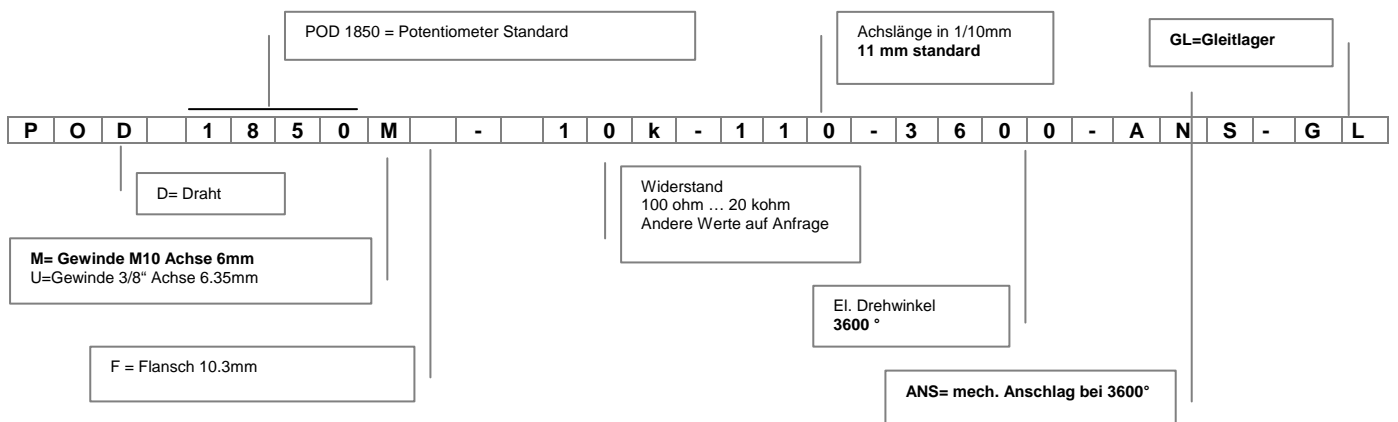 POD 1850 = Potentiometer Standard
Achslänge in 1/10mm
11 mm standard
GL=Gleitlager
P O D 1 8 5 0 M - 1 0 k - 1 1 0 - 3 6 0 0 - A N S - G L
D= Draht
Widerstand
100 ohm … 20 kohm
Andere Werte auf Anfrage
M= Gewinde M10 Achse 6mm
U=Gewinde 3/8“ Achse 6.35mm
El. Drehwinkel
3600 °
F = Flansch 10.3mm
ANS= mech. Anschlag bei 3600°